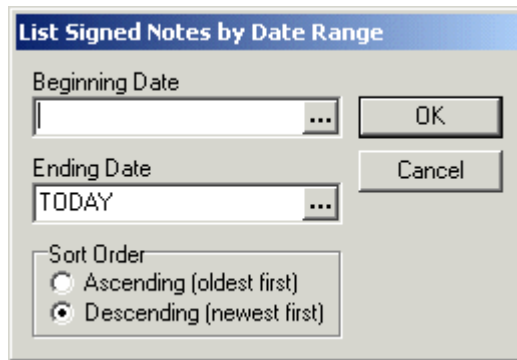 List Signed Notes by Date Range
Beginning Date
...
OK
Ending Date
Cancel
TODAY
...
Sort Order
Ascending (oldest first)
Descending (newest first)